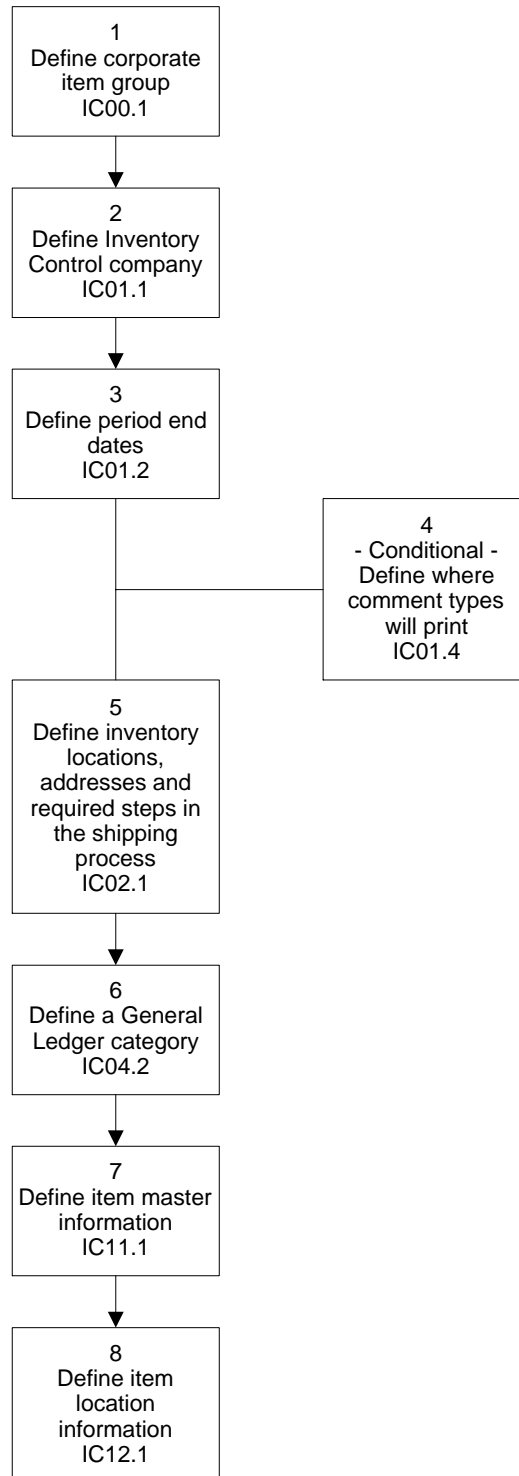 1
Define corporate
item group
IC00.1
2
Define Inventory
Control company
IC01.1
3
Define period end
dates
IC01.2
4
- Conditional -
Define where
comment types
will print
IC01.4
5
Define inventory
locations,
addresses and
required steps in
the shipping
process
IC02.1
6
Define a General
Ledger category
IC04.2
7
Define item master
information
IC11.1
8
Define item
location
information
IC12.1